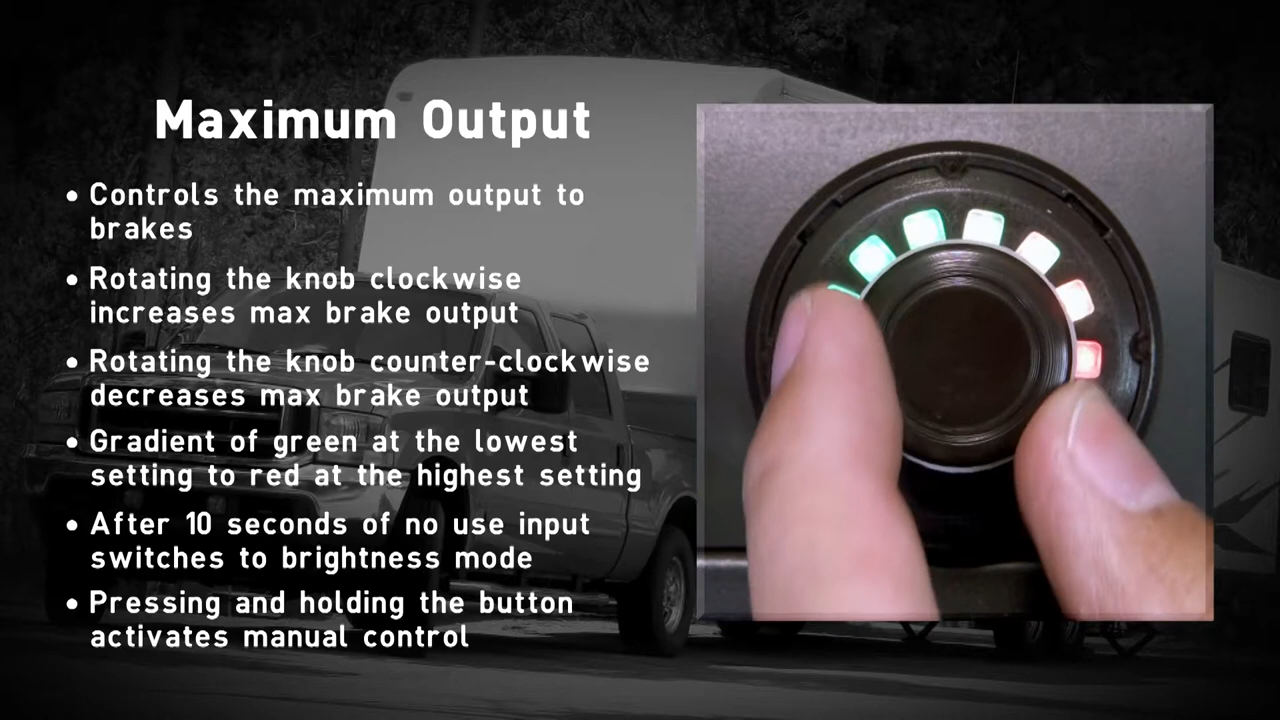 Maximum Output
• Controls the maximum output to
brakes
• Rotating the knob clockwise
increases max brake output
• Rotating the knob counter-clockwise
decreases max brake output
• Gradient of green at the lowest
setting to red at the highest setting
• After 10 seconds of no use input
switches to brightness mode
• Pressing and holding the button
activates manual control